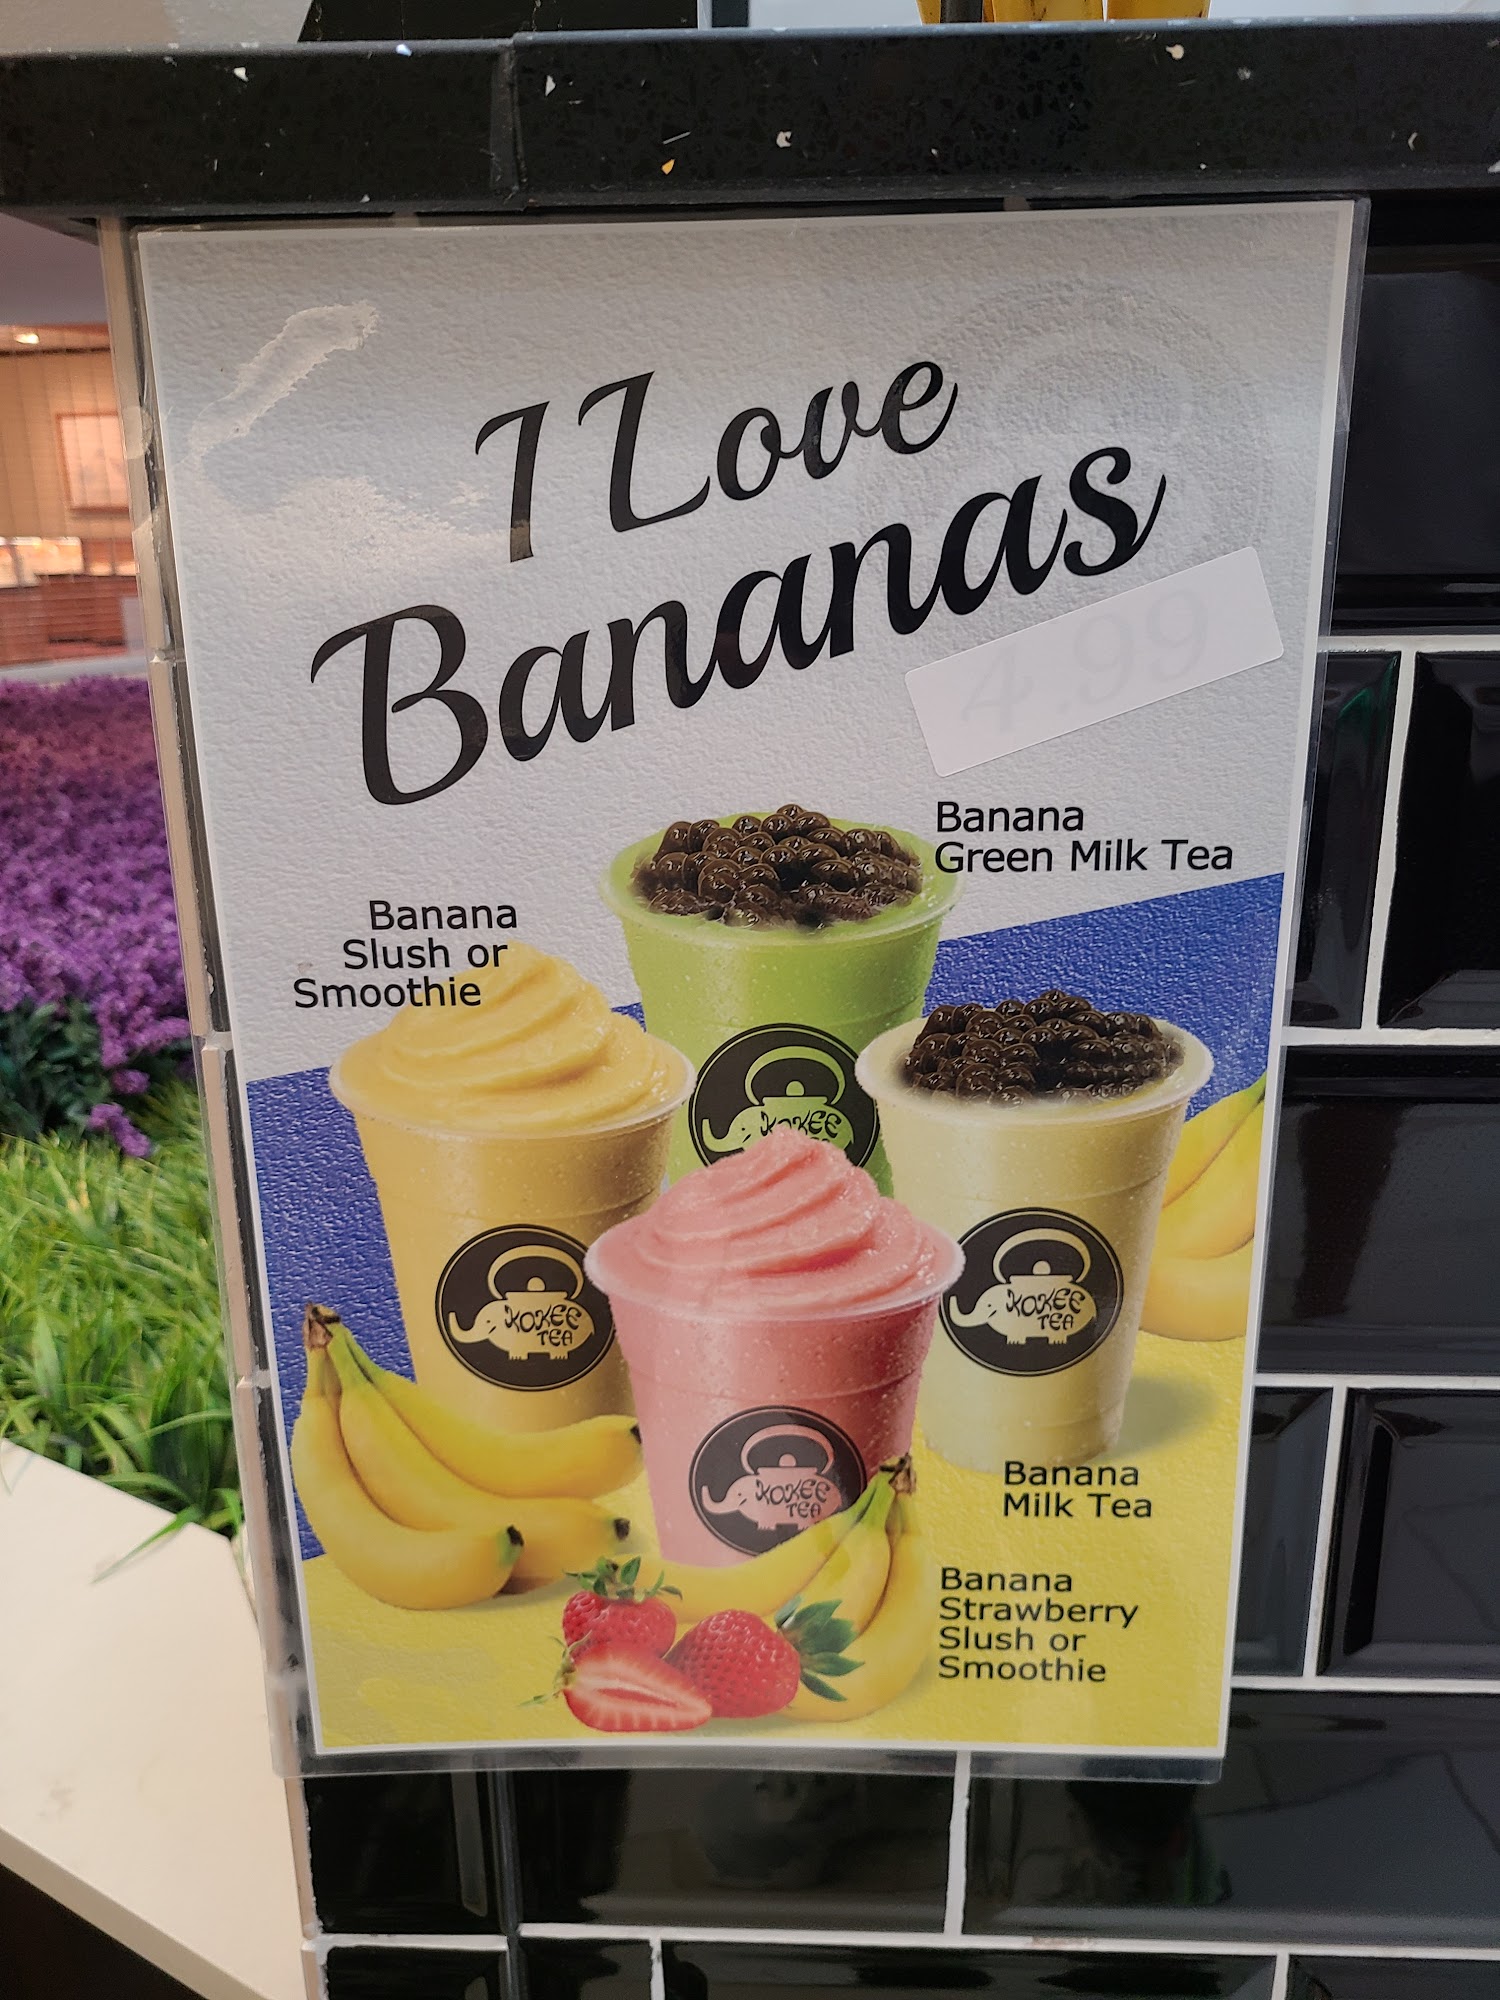 I Love
Bananas
4.99
Banana
Green Milk Tea
Banana
Slush or
Smoothie
KOKEE
KOKEE
TEA
KOKEE
TEA
KOKEE
TEA
Banana
Milk Tea
Banana
Strawberry
Slush or
Smoothie